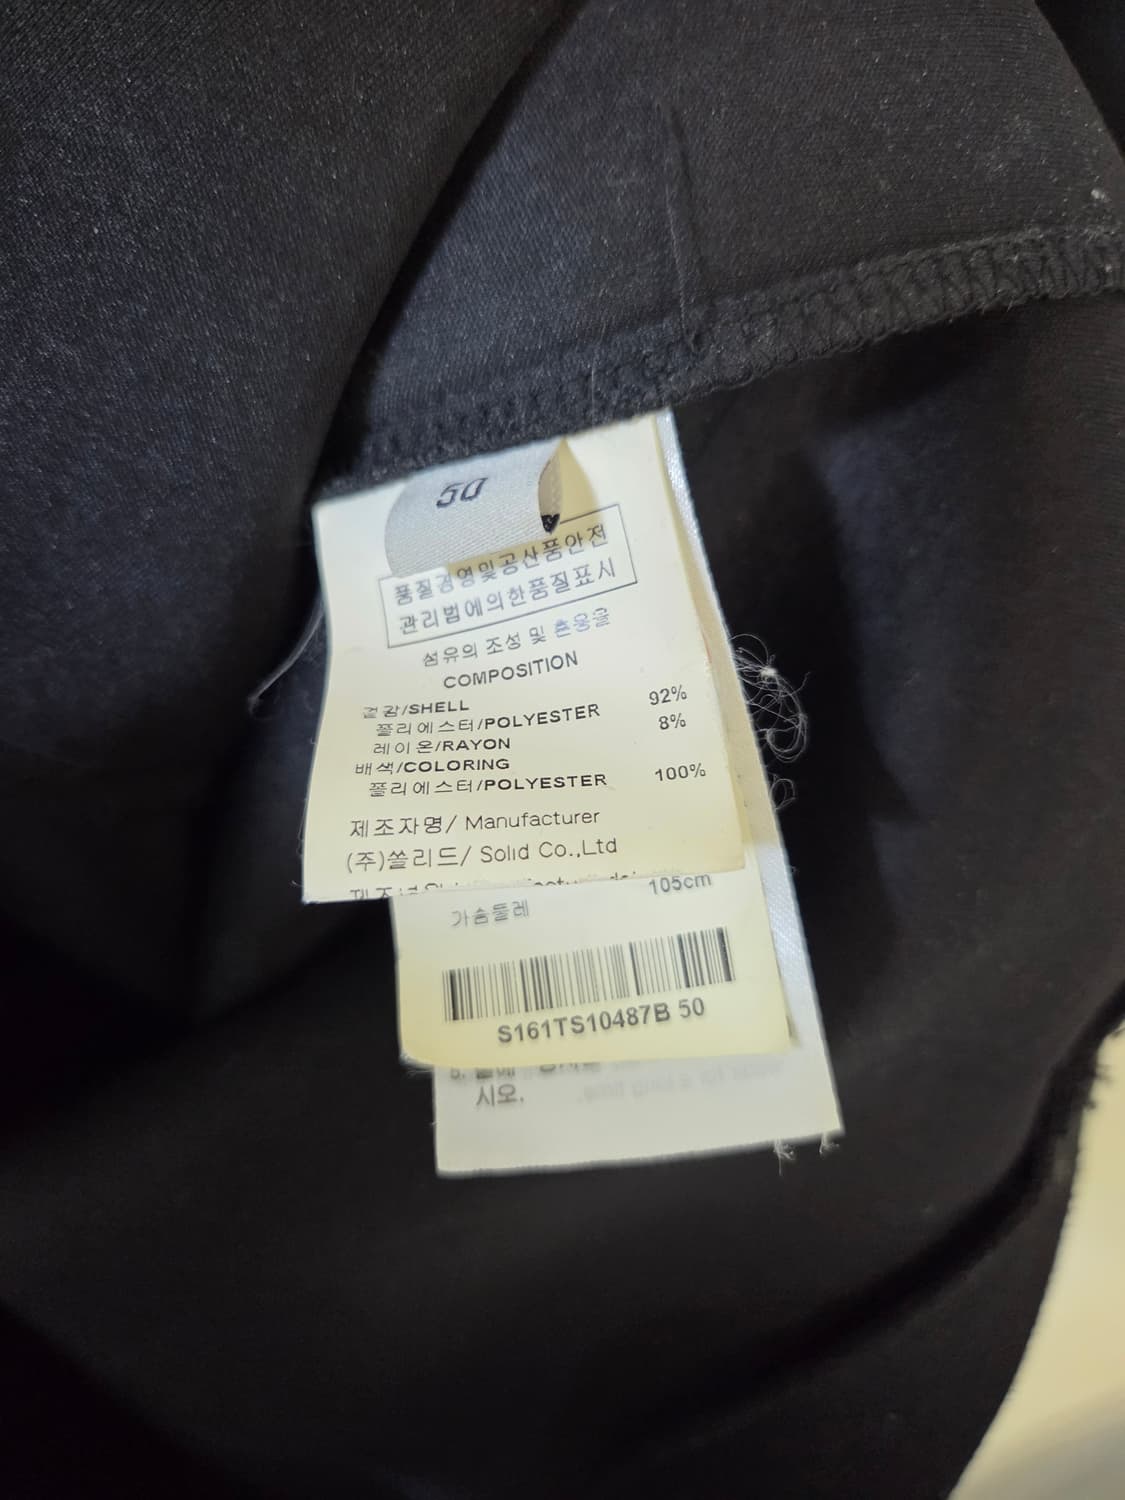 50
품질경영및공산품안전
관리법에의한품질표시
섬유의 조성 및 혼용율
COMPOSITION
겉감/SHELL
폴리에스터/POLYESTER 92%
레이온/RAYON 8%
배색/COLORING
폴리에스터/POLYESTER 100%
제조자명/ Manufacturer
(주)쏠리드/ Solid Co.,Ltd
가슴둘레 105cm
S161TS10487B 50
시오.